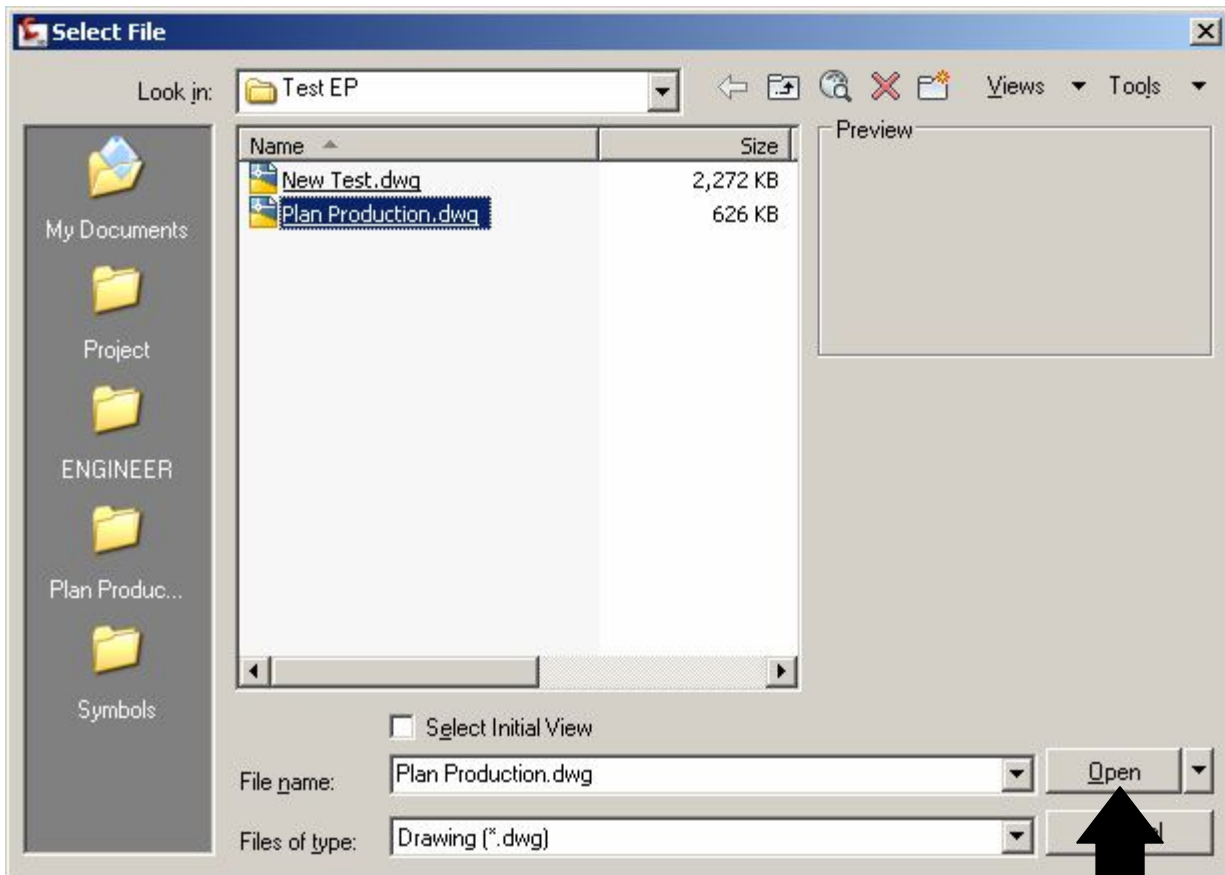 Select File
Look in: Test EP Views Tools
Name Size Preview
New Test.dwg 2,272 KB
Plan Production.dwg 626 KB
My Documents
Project
ENGINEER
Plan Produc...
Symbols
Select Initial View
File name: Plan Production.dwg Open
Files of type: Drawing (*.dwg)